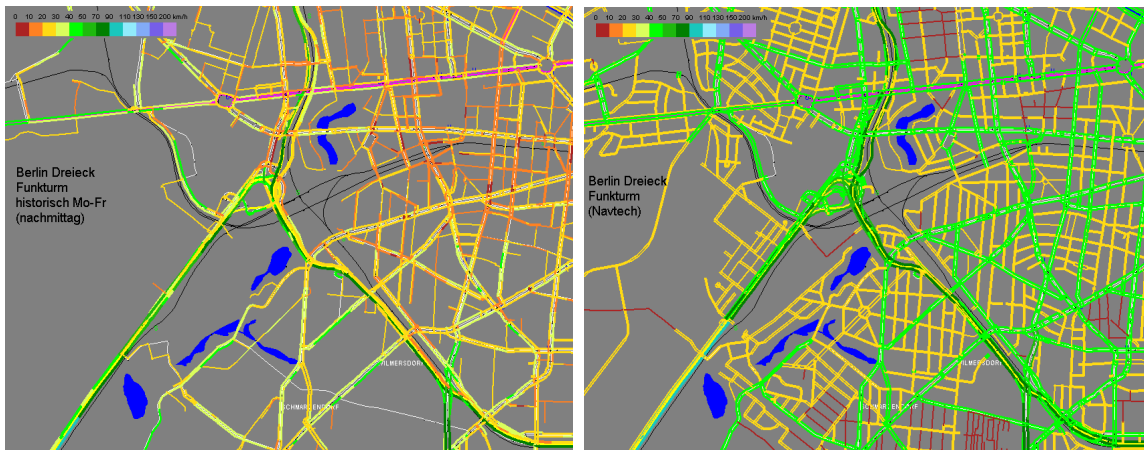 0 10 20 30 40 50 60 70 90 110 130 150 200 km/h
Berlin Dreieck
Funkturm
historisch Mo-Fr
(nachmittag)
WILMERSDORF
SCHMARGENDORF
0 10 20 30 40 50 60 70 90 110 130 150 200 km/h
Berlin Dreieck
Funkturm
(Navtech)
WILMERSDORF
SCHMARGENDORF